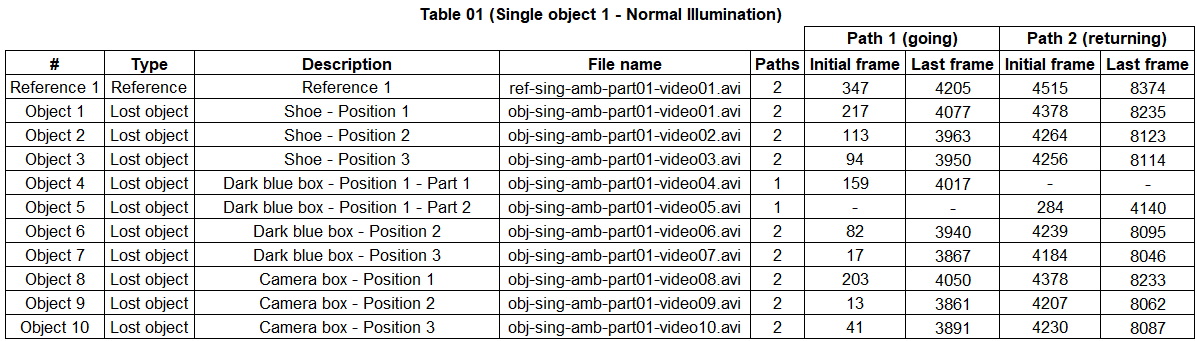 Table 01 (Single object 1 - Normal Illumination)
Path 1 (going) Path 2 (returning)
# Type Description File name Paths Initial frame Last frame Initial frame Last frame
Reference 1 Reference Reference 1 ref-sing-amb-part01-video01.avi 2 347 4205 4515 8374
Object 1 Lost object Shoe - Position 1 obj-sing-amb-part01-video01.avi 2 217 4077 4378 8235
Object 2 Lost object Shoe - Position 2 obj-sing-amb-part01-video02.avi 2 113 3963 4264 8123
Object 3 Lost object Shoe - Position 3 obj-sing-amb-part01-video03.avi 2 94 3950 4256 8114
Object 4 Lost object Dark blue box - Position 1 - Part 1 obj-sing-amb-part01-video04.avi 1 159 4017 - -
Object 5 Lost object Dark blue box - Position 1 - Part 2 obj-sing-amb-part01-video05.avi 1 - - 284 4140
Object 6 Lost object Dark blue box - Position 2 obj-sing-amb-part01-video06.avi 2 82 3940 4239 8095
Object 7 Lost object Dark blue box - Position 3 obj-sing-amb-part01-video07.avi 2 17 3867 4184 8046
Object 8 Lost object Camera box - Position 1 obj-sing-amb-part01-video08.avi 2 203 4050 4378 8233
Object 9 Lost object Camera box - Position 2 obj-sing-amb-part01-video09.avi 2 13 3861 4207 8062
Object 10 Lost object Camera box - Position 3 obj-sing-amb-part01-video10.avi 2 41 3891 4230 8087